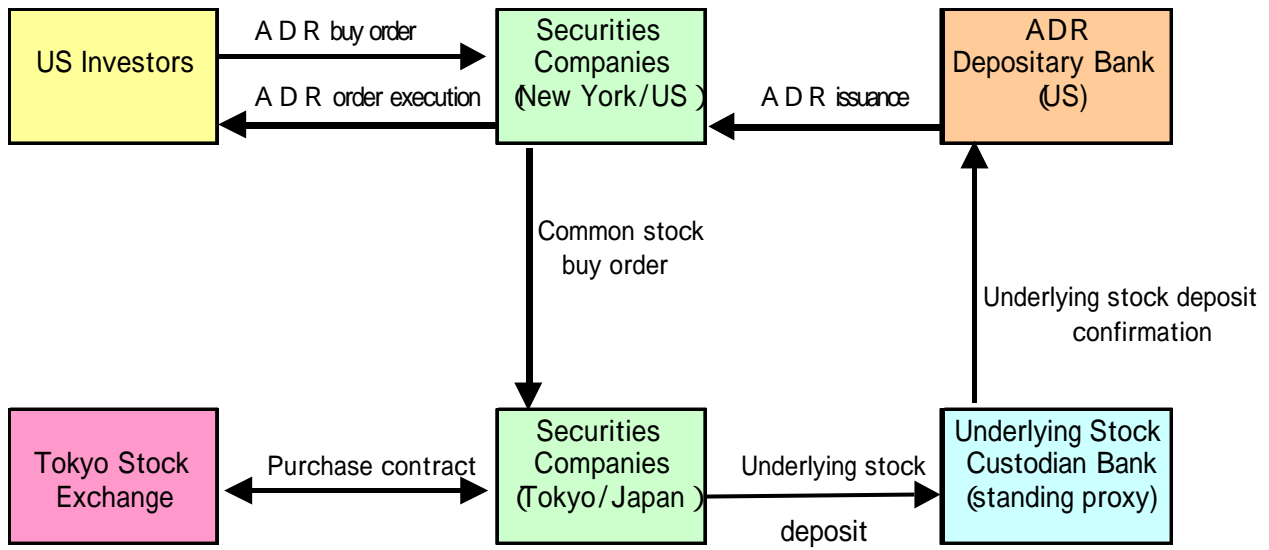 US Investors
A D R buy order
A D R order execution
Securities
Companies
(New York/US )
A D R issuance
A D R
Depositary Bank
(US)
Common stock
buy order
Underlying stock deposit
confirmation
Tokyo Stock
Exchange
Purchase contract
Securities
Companies
(Tokyo/Japan )
Underlying stock
deposit
Underlying Stock
Custodian Bank
(standing proxy)